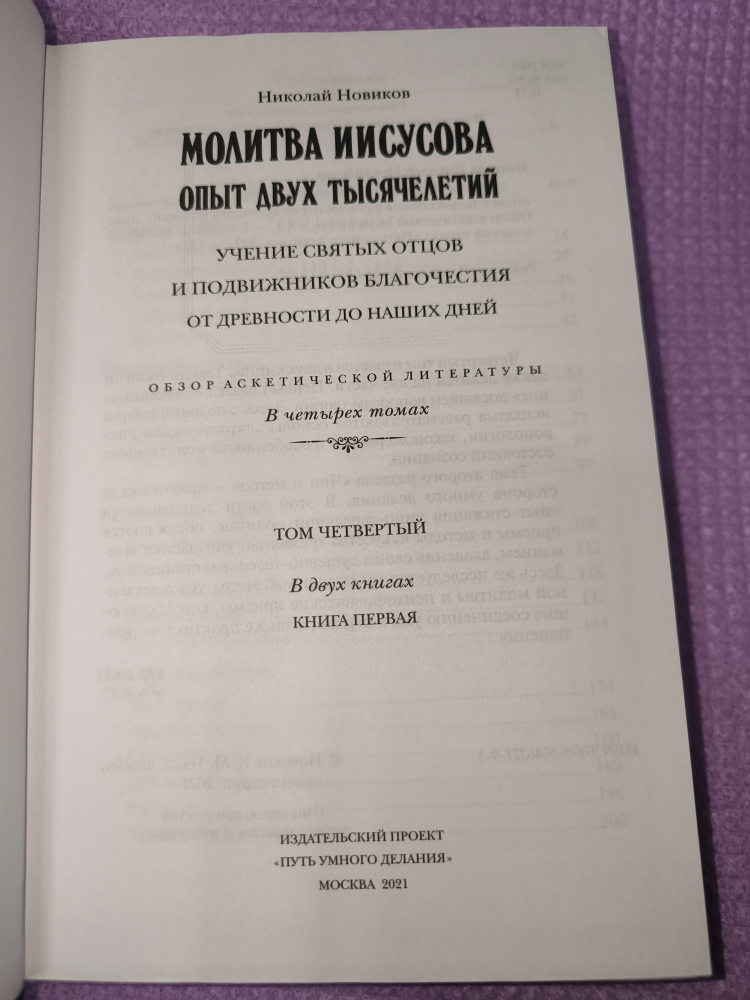 Николай Новиков
МОЛИТВА ИИСУСОВА
ОПЫТ ДВУХ ТЫСЯЧЕЛЕТИЙ
УЧЕНИЕ СВЯТЫХ ОТЦОВ
И ПОДВИЖНИКОВ БЛАГОЧЕСТИЯ
ОТ ДРЕВНОСТИ ДО НАШИХ ДНЕЙ
ОБЗОР АСКЕТИЧЕСКОЙ ЛИТЕРАТУРЫ
В четырех томах
ТОМ ЧЕТВЕРТЫЙ
В двух книгах
КНИГА ПЕРВАЯ
ИЗДАТЕЛЬСКИЙ ПРОЕКТ
«ПУТЬ УМНОГО ДЕЛАНИЯ»
МОСКВА 2021